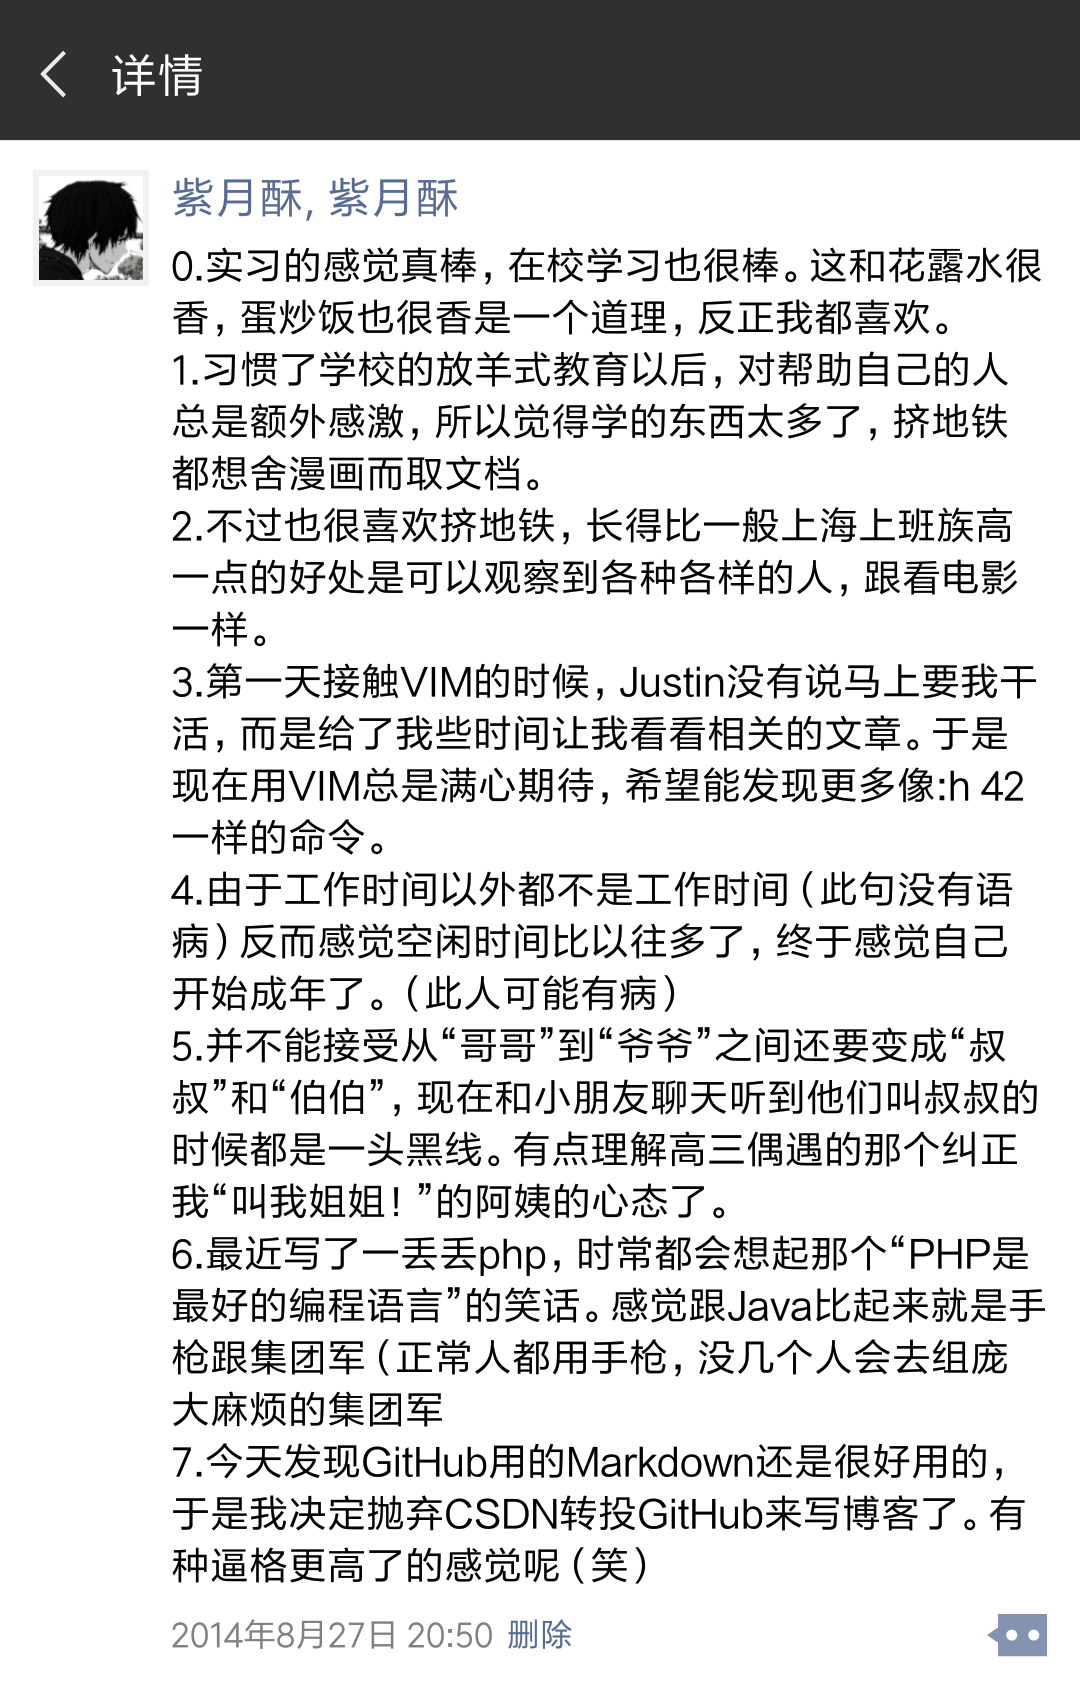 详情
紫月酥, 紫月酥
0.实习的感觉真棒，在校学习也很棒。这和花露水很
香，蛋炒饭也很香是一个道理，反正我都喜欢。
1.习惯了学校的放羊式教育以后，对帮助自己的人
总是额外感激，所以觉得学的东西太多了，挤地铁
都想舍漫画而取文档。
2.不过也很喜欢挤地铁，长得比一般上海上班族高
一点的好处是可以观察到各种各样的人，跟看电影
一样。
3.第一天接触VIM的时候，Justin没有说马上要我干
活，而是给了我些时间让我看看相关的文章。于是
现在用VIM总是满心期待，希望能发现更多像:h 42
一样的命令。
4.由于工作时间以外都不是工作时间（此句没有语
病）反而感觉空闲时间比以往多了，终于感觉自己
开始成年了。（此人可能有病）
5.并不能接受从“哥哥”到“爷爷”之间还要变成“叔
叔”和“伯伯”，现在和小朋友聊天听到他们叫叔叔的
时候都是一头黑线。有点理解高三偶遇的那个纠正
我“叫我姐姐！”的阿姨的心态了。
6.最近写了一丢丢php，时常都会想起那个“PHP是
最好的编程语言”的笑话。感觉跟Java比起来就是手
枪跟集团军（正常人都用手枪，没几个人会去组庞
大麻烦的集团军
7.今天发现GitHub用的Markdown还是很好用的，
于是我决定抛弃CSDN转投GitHub来写博客了。有
种逼格更高了的感觉呢（笑）
2014年8月27日 20:50 删除